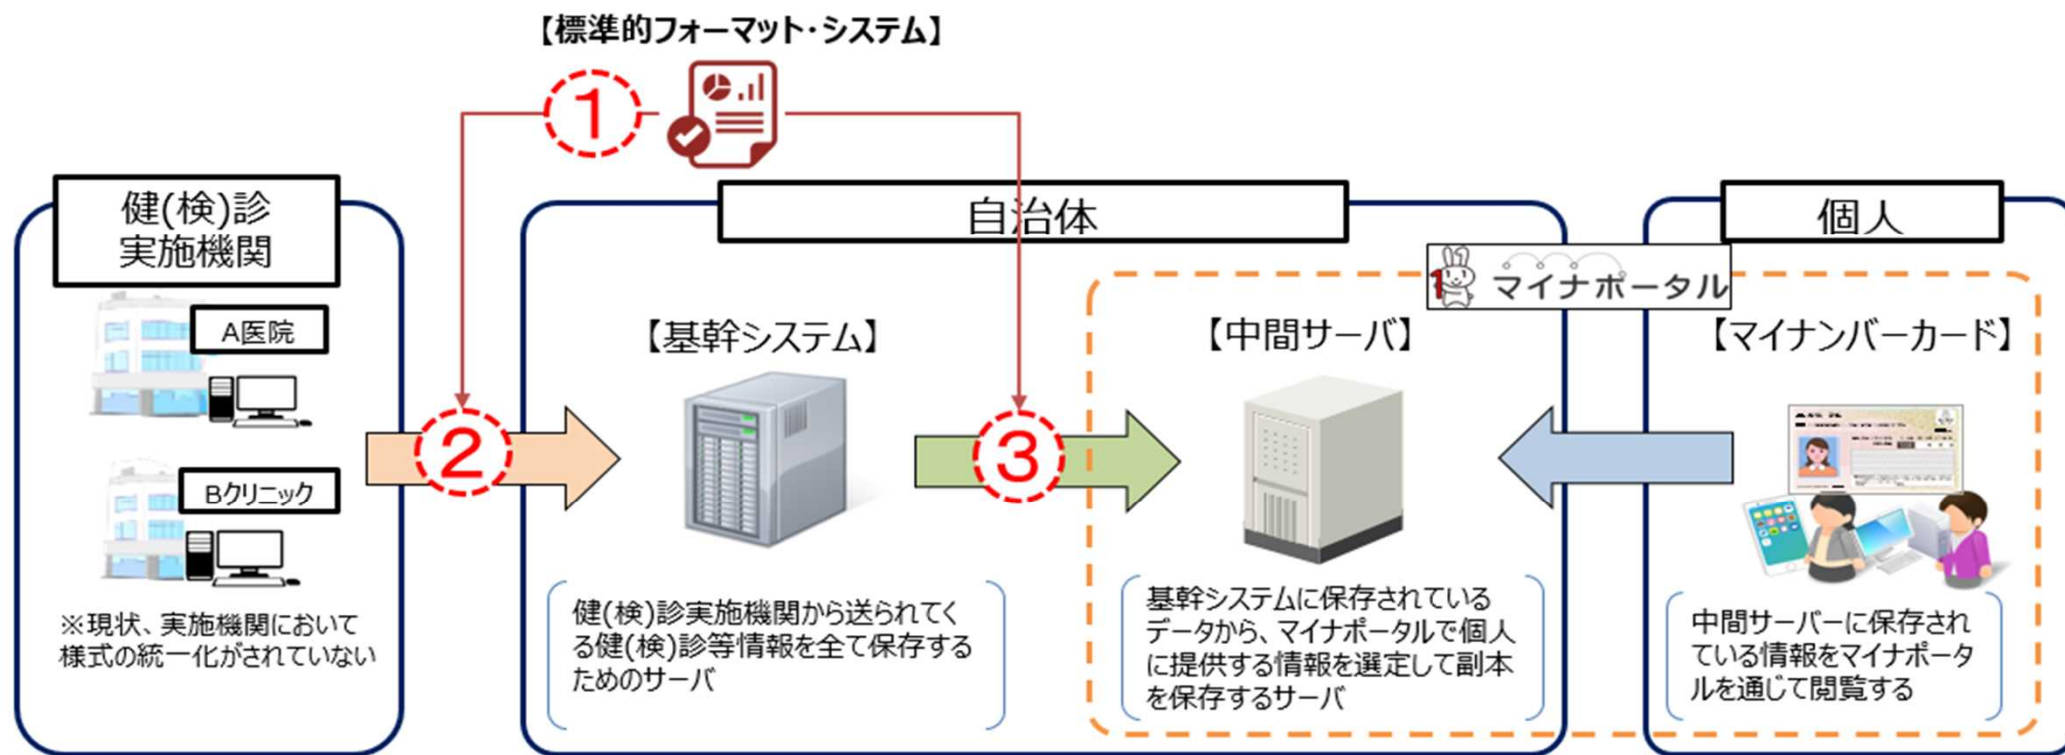 【標準的フォーマット・システム】
1
健(検)診
実施機関
A医院
Bクリニック
※現状、実施機関において
様式の統一化がされていない
2
自治体
【基幹システム】
健(検)診実施機関から送られてく
る健(検)診等情報を全て保存する
ためのサーバ
3
マイナポータル
【中間サーバ】
基幹システムに保存されている
データから、マイナポータルで個人
に提供する情報を選定して副本
を保存するサーバ
個人
【マイナンバーカード】
中間サーバーに保存され
ている情報をマイナポータ
ルを通じて閲覧する